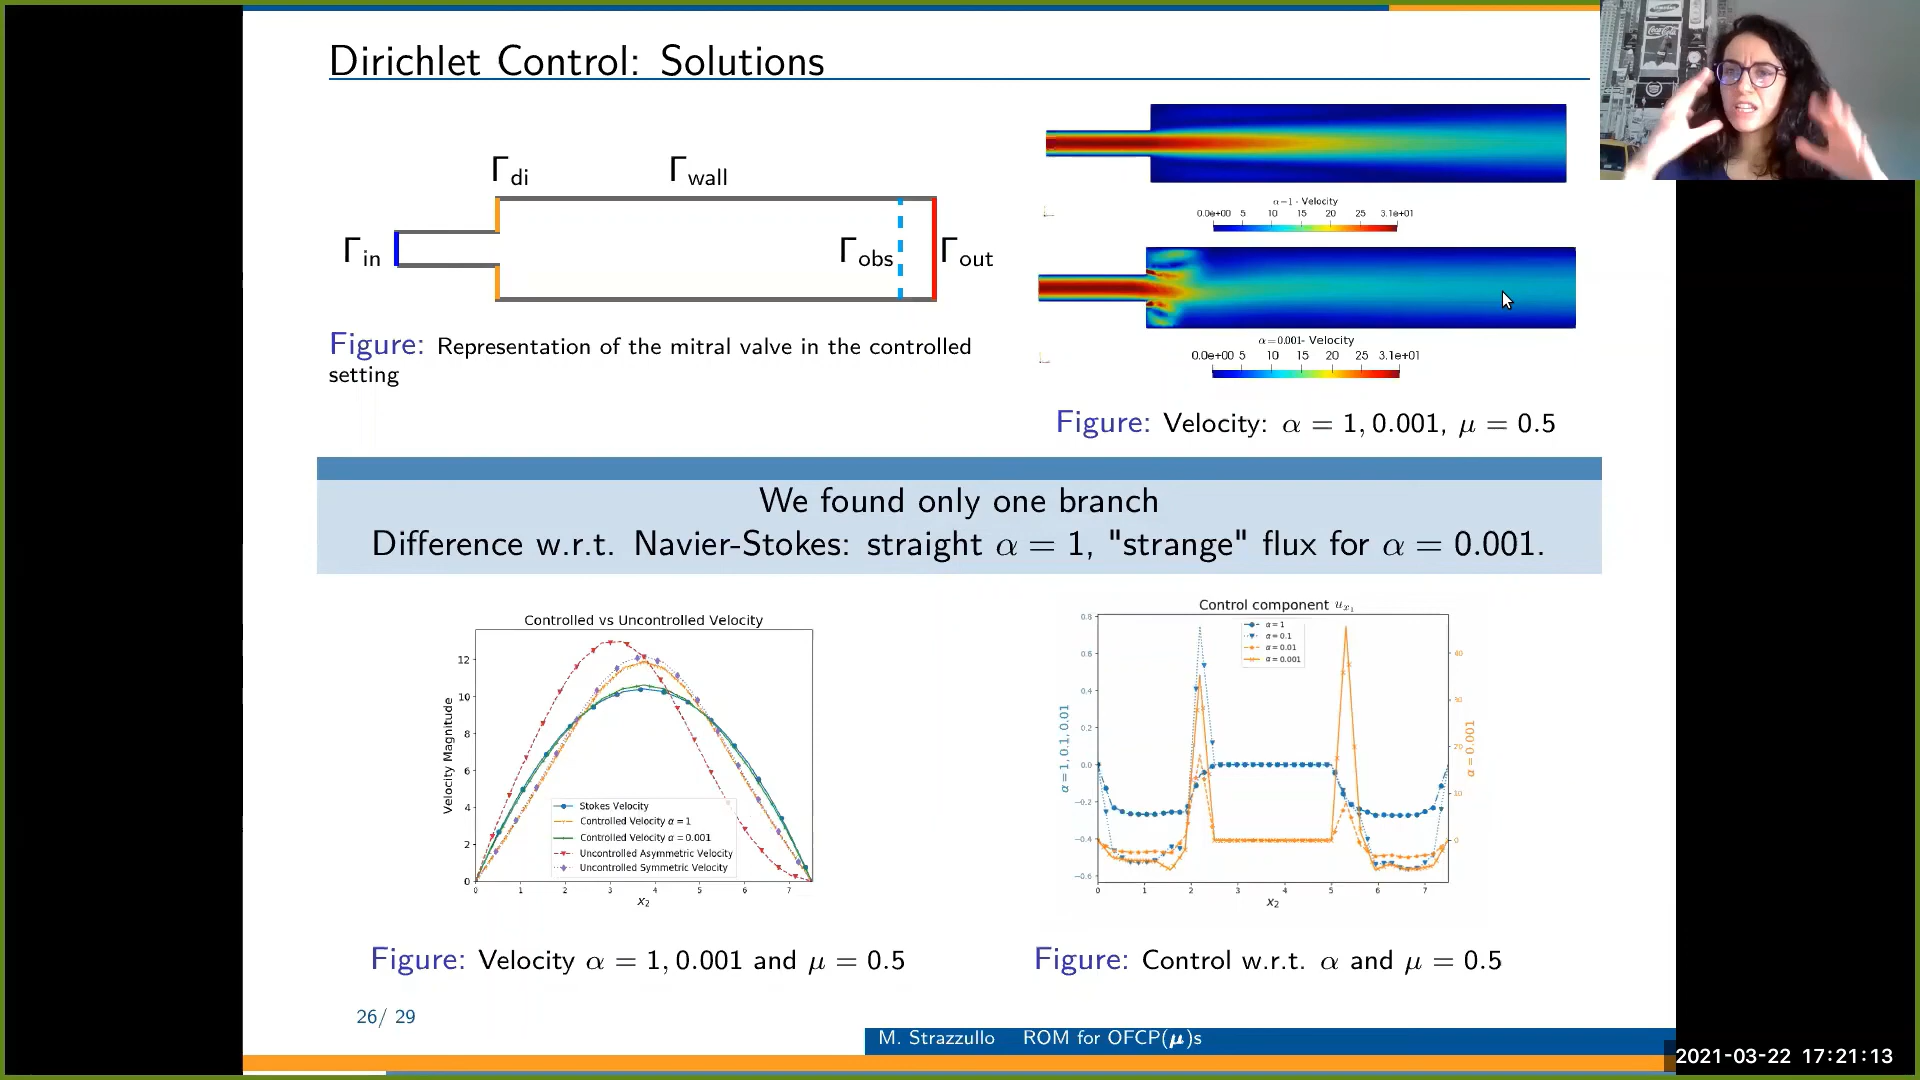 Dirichlet Control: Solutions
Γdi
Γwall
Γin
Γobs
Γout
Figure: Representation of the mitral valve in the controlled
setting
α=1 - Velocity
0.0e+00 5 10 15 20 25 3.1e+01
α=0.001- Velocity
0.0e+00 5 10 15 20 25 3.1e+01
Figure: Velocity: α = 1, 0.001, μ = 0.5
We found only one branch
Difference w.r.t. Navier-Stokes: straight α = 1, "strange" flux for α = 0.001.
Controlled vs Uncontrolled Velocity
Velocity Magnitude
12
10
8
6
4
2
0
Stokes Velocity
Controlled Velocity α = 1
Controlled Velocity α = 0.001
Uncontrolled Asymmetric Velocity
Uncontrolled Symmetric Velocity
0 1 2 3 4 5 6 7
x₂
Figure: Velocity α = 1, 0.001 and μ = 0.5
Control component uₓ₁
α = 1, 0.1, 0.01
0.8
0.6
0.4
0.2
0.0
−0.2
−0.4
−0.6
α = 1
α = 0.1
α = 0.01
α = 0.001
40
30
20
10
0
α = 0.001
0 1 2 3 4 5 6 7
x₂
Figure: Control w.r.t. α and μ = 0.5
26/ 29
M. Strazzullo ROM for OFCP(μ)s
2021-03-22 17:21:13
Coca-Cola